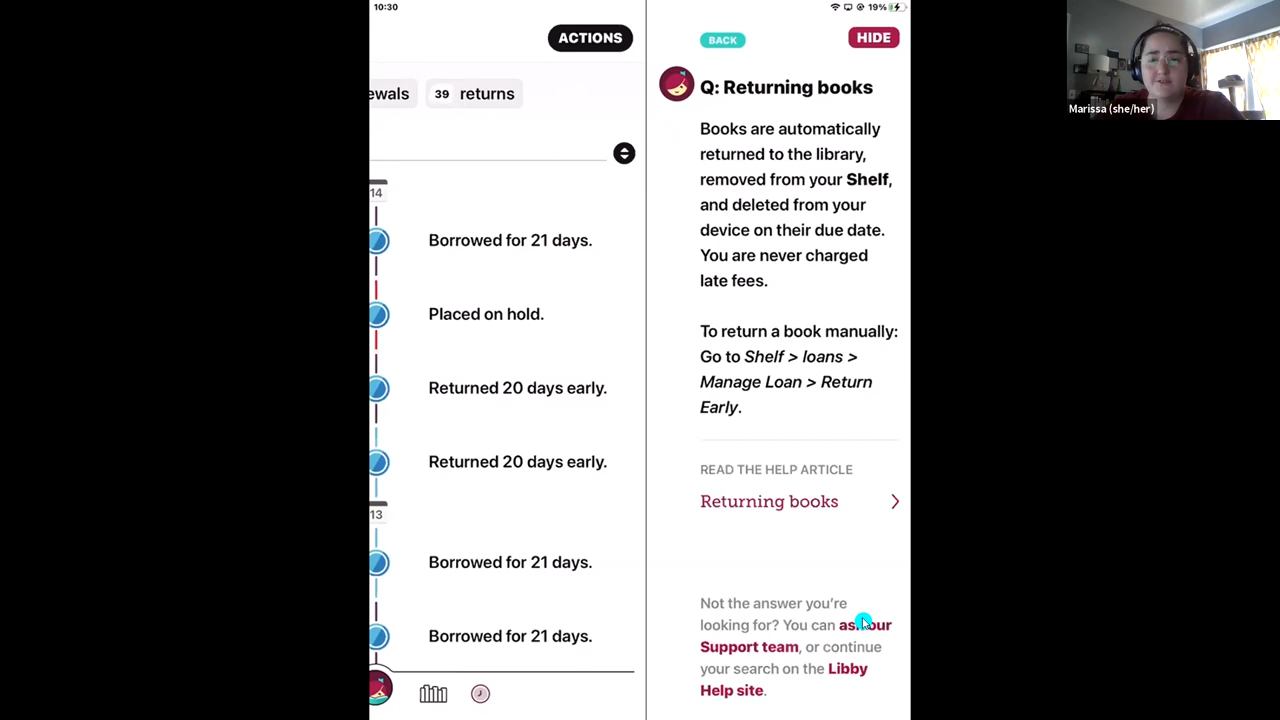 10:30
19%
ACTIONS
ewals
39 returns
14
Borrowed for 21 days.
Placed on hold.
Returned 20 days early.
Returned 20 days early.
13
Borrowed for 21 days.
Borrowed for 21 days.
BACK
HIDE
Q: Returning books
Books are automatically
returned to the library,
removed from your Shelf,
and deleted from your
device on their due date.
You are never charged
late fees.
To return a book manually:
Go to Shelf > loans >
Manage Loan > Return
Early.
READ THE HELP ARTICLE
Returning books
Not the answer you’re
looking for? You can ask our
Support team, or continue
your search on the Libby
Help site.
Marissa (she/her)